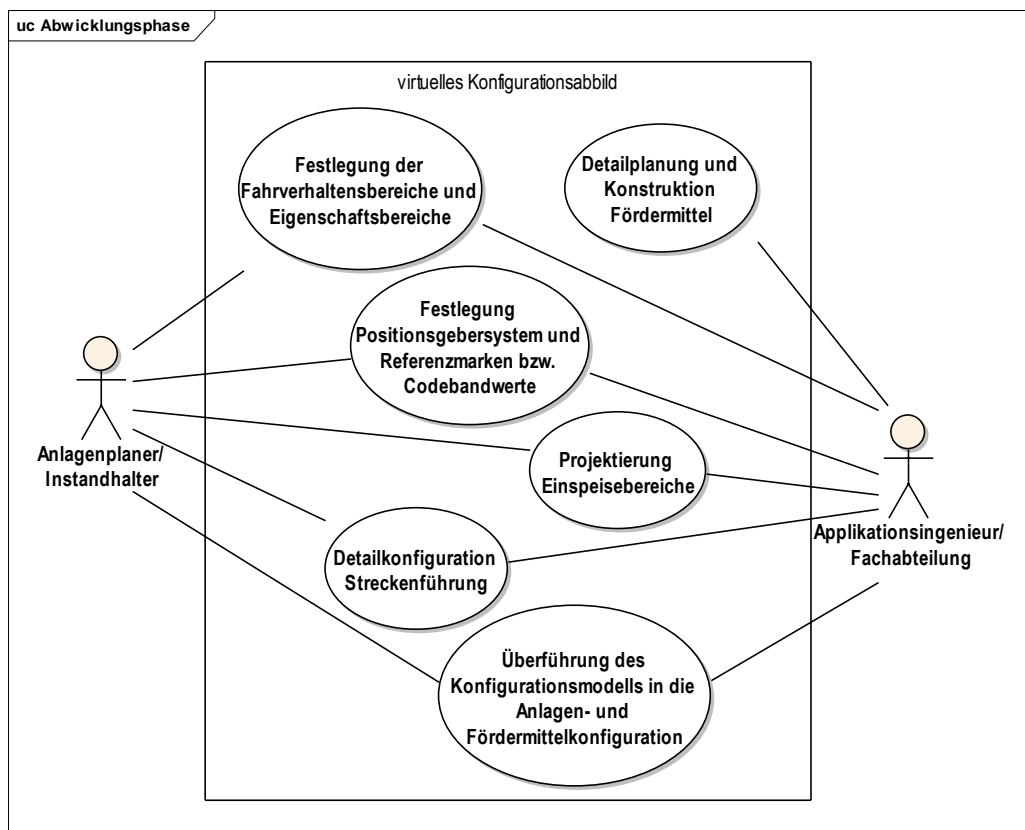 uc Abwicklungsphase
virtuelles Konfigurationsabbild
Festlegung der
Fahrverhaltensbereiche und
Eigenschaftsbereiche
Detailplanung und
Konstruktion
Fördermittel
Festlegung
Positionsgebersystem und
Referenzmarken bzw.
Codebandwerte
Anlagenplaner/
Instandhalter
Projektierung
Einspeisebereiche
Applikationsingenieur/
Fachabteilung
Detailkonfiguration
Streckenführung
Überführung des
Konfigurationsmodells in die
Anlagen- und
Fördermittelkonfiguration